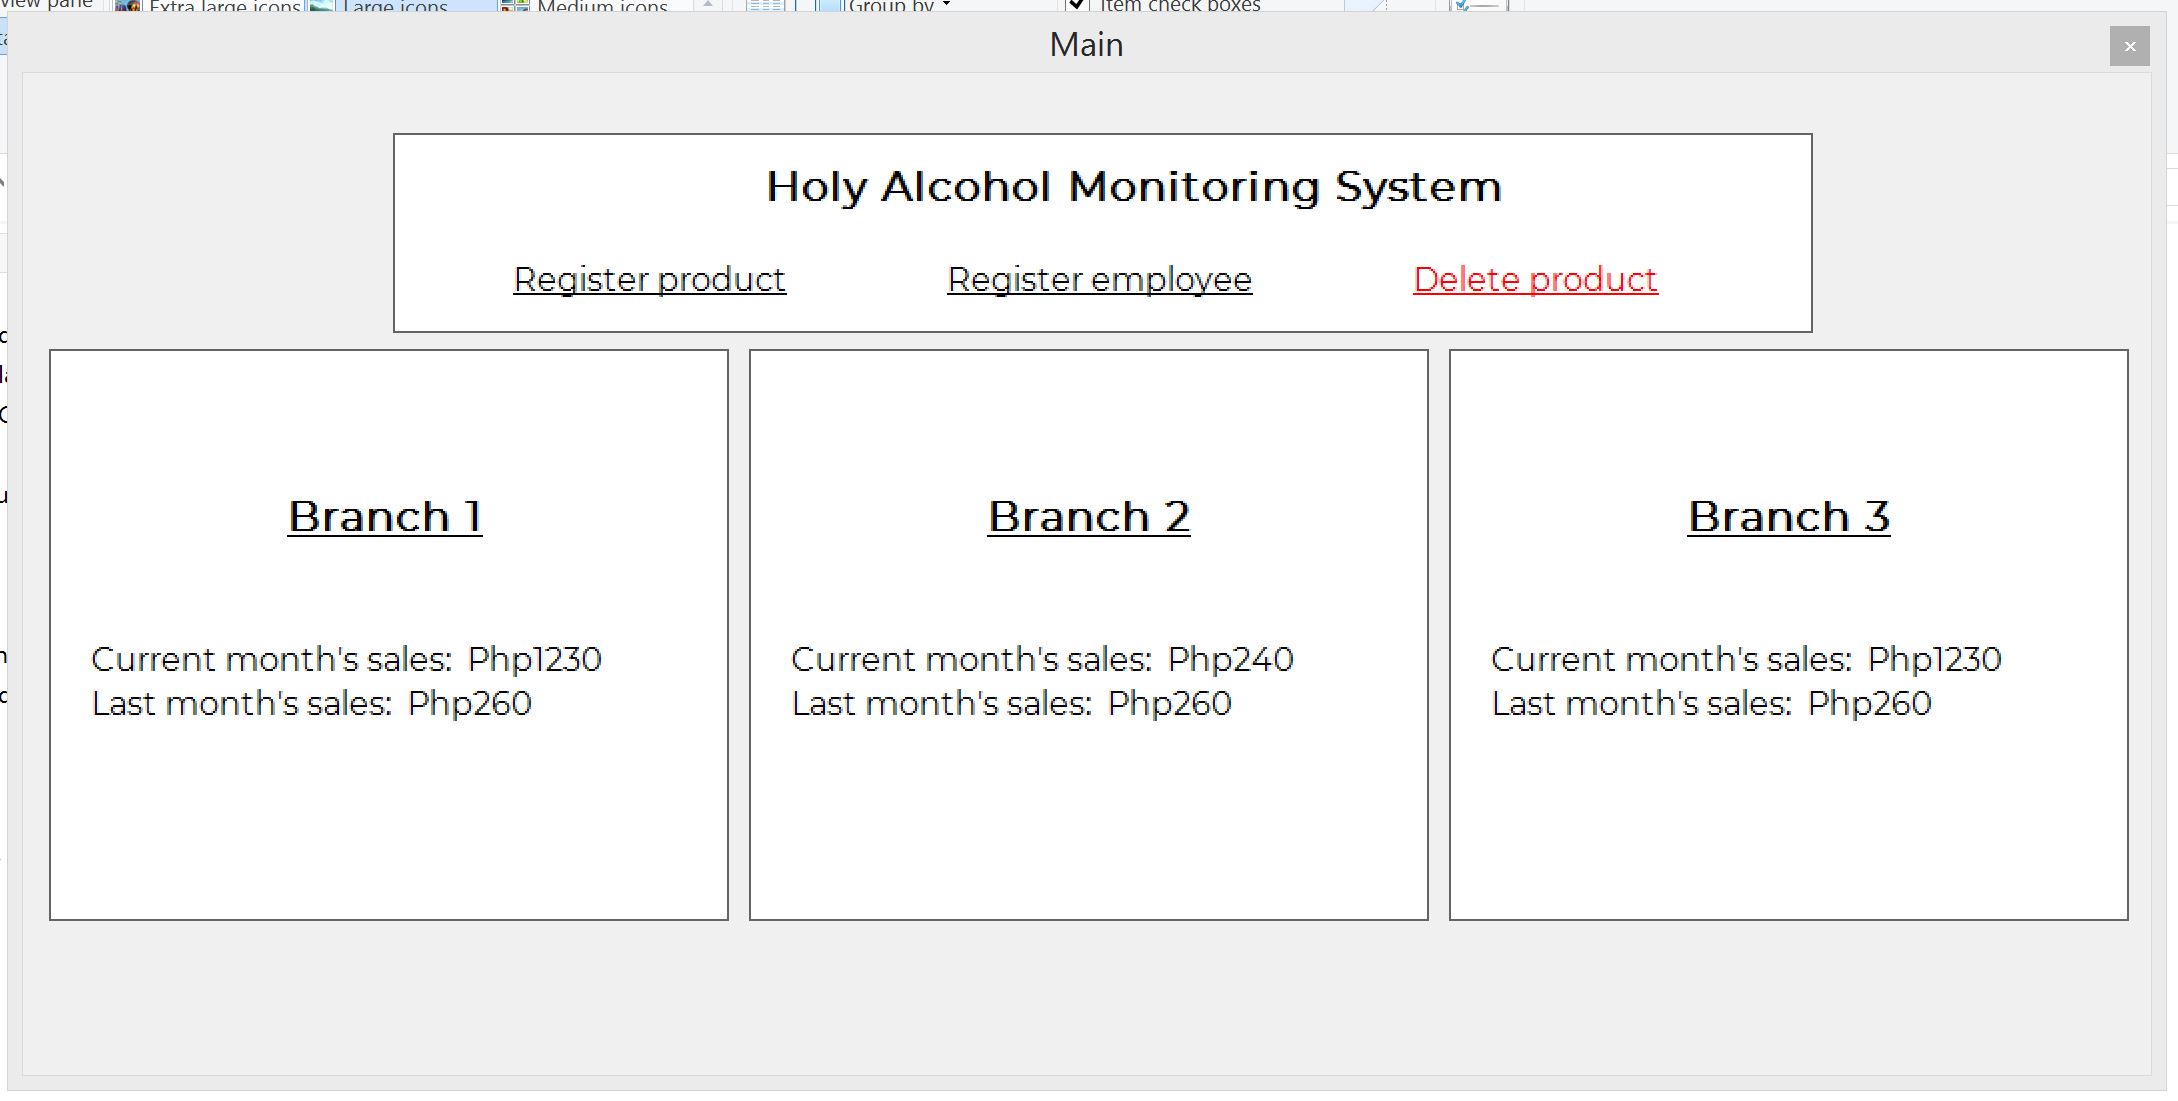 view pane Extra large icons Large icons Medium icons Group by Item check boxes
Main
Holy Alcohol Monitoring System
Register product Register employee Delete product
Branch 1 Branch 2 Branch 3
Current month's sales: Php1230 Current month's sales: Php240 Current month's sales: Php1230
Last month's sales: Php260 Last month's sales: Php260 Last month's sales: Php260